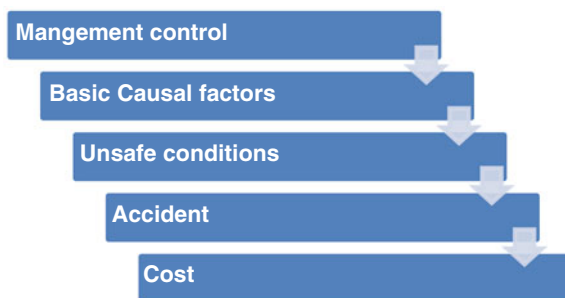 Mangement control
Basic Causal factors
Unsafe conditions
Accident
Cost